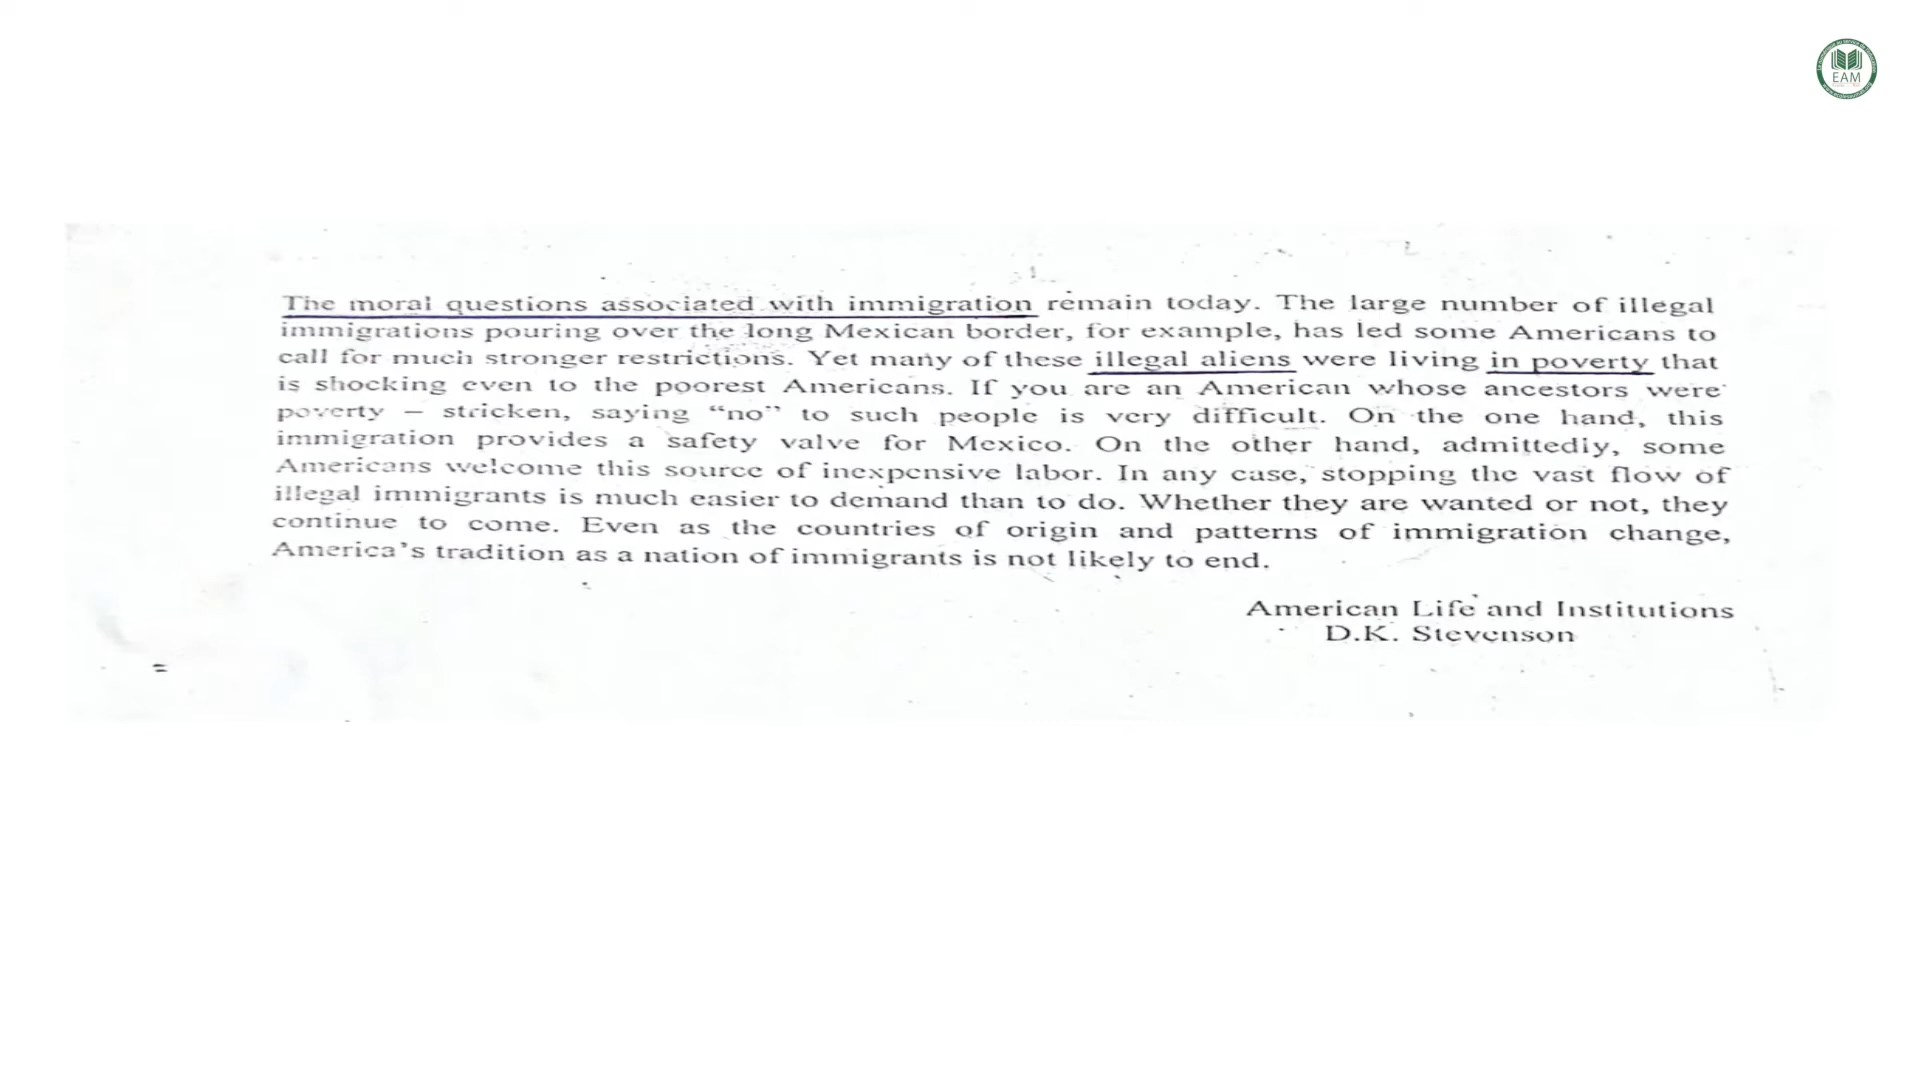 EAM
The moral questions associated with immigration remain today. The large number of illegal
immigrations pouring over the long Mexican border, for example, has led some Americans to
call for much stronger restrictions. Yet many of these illegal aliens were living in poverty that
is shocking even to the poorest Americans. If you are an American whose ancestors were
poverty – stricken, saying “no” to such people is very difficult. On the one hand, this
immigration provides a safety valve for Mexico. On the other hand, admittedly, some
Americans welcome this source of inexpensive labor. In any case, stopping the vast flow of
illegal immigrants is much easier to demand than to do. Whether they are wanted or not, they
continue to come. Even as the countries of origin and patterns of immigration change,
America’s tradition as a nation of immigrants is not likely to end.
American Life and Institutions
D.K. Stevenson